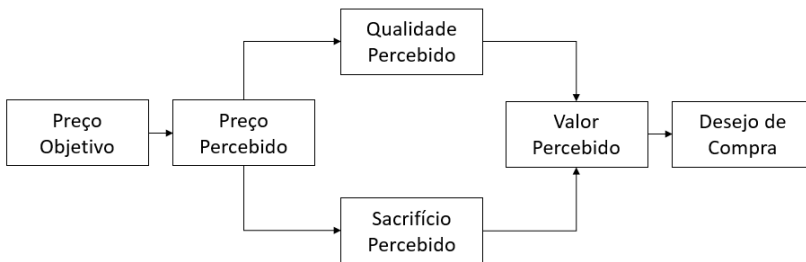 Qualidade
Percebido
Preço
Objetivo
Preço
Percebido
Valor
Percebido
Desejo de
Compra
Sacrifício
Percebido